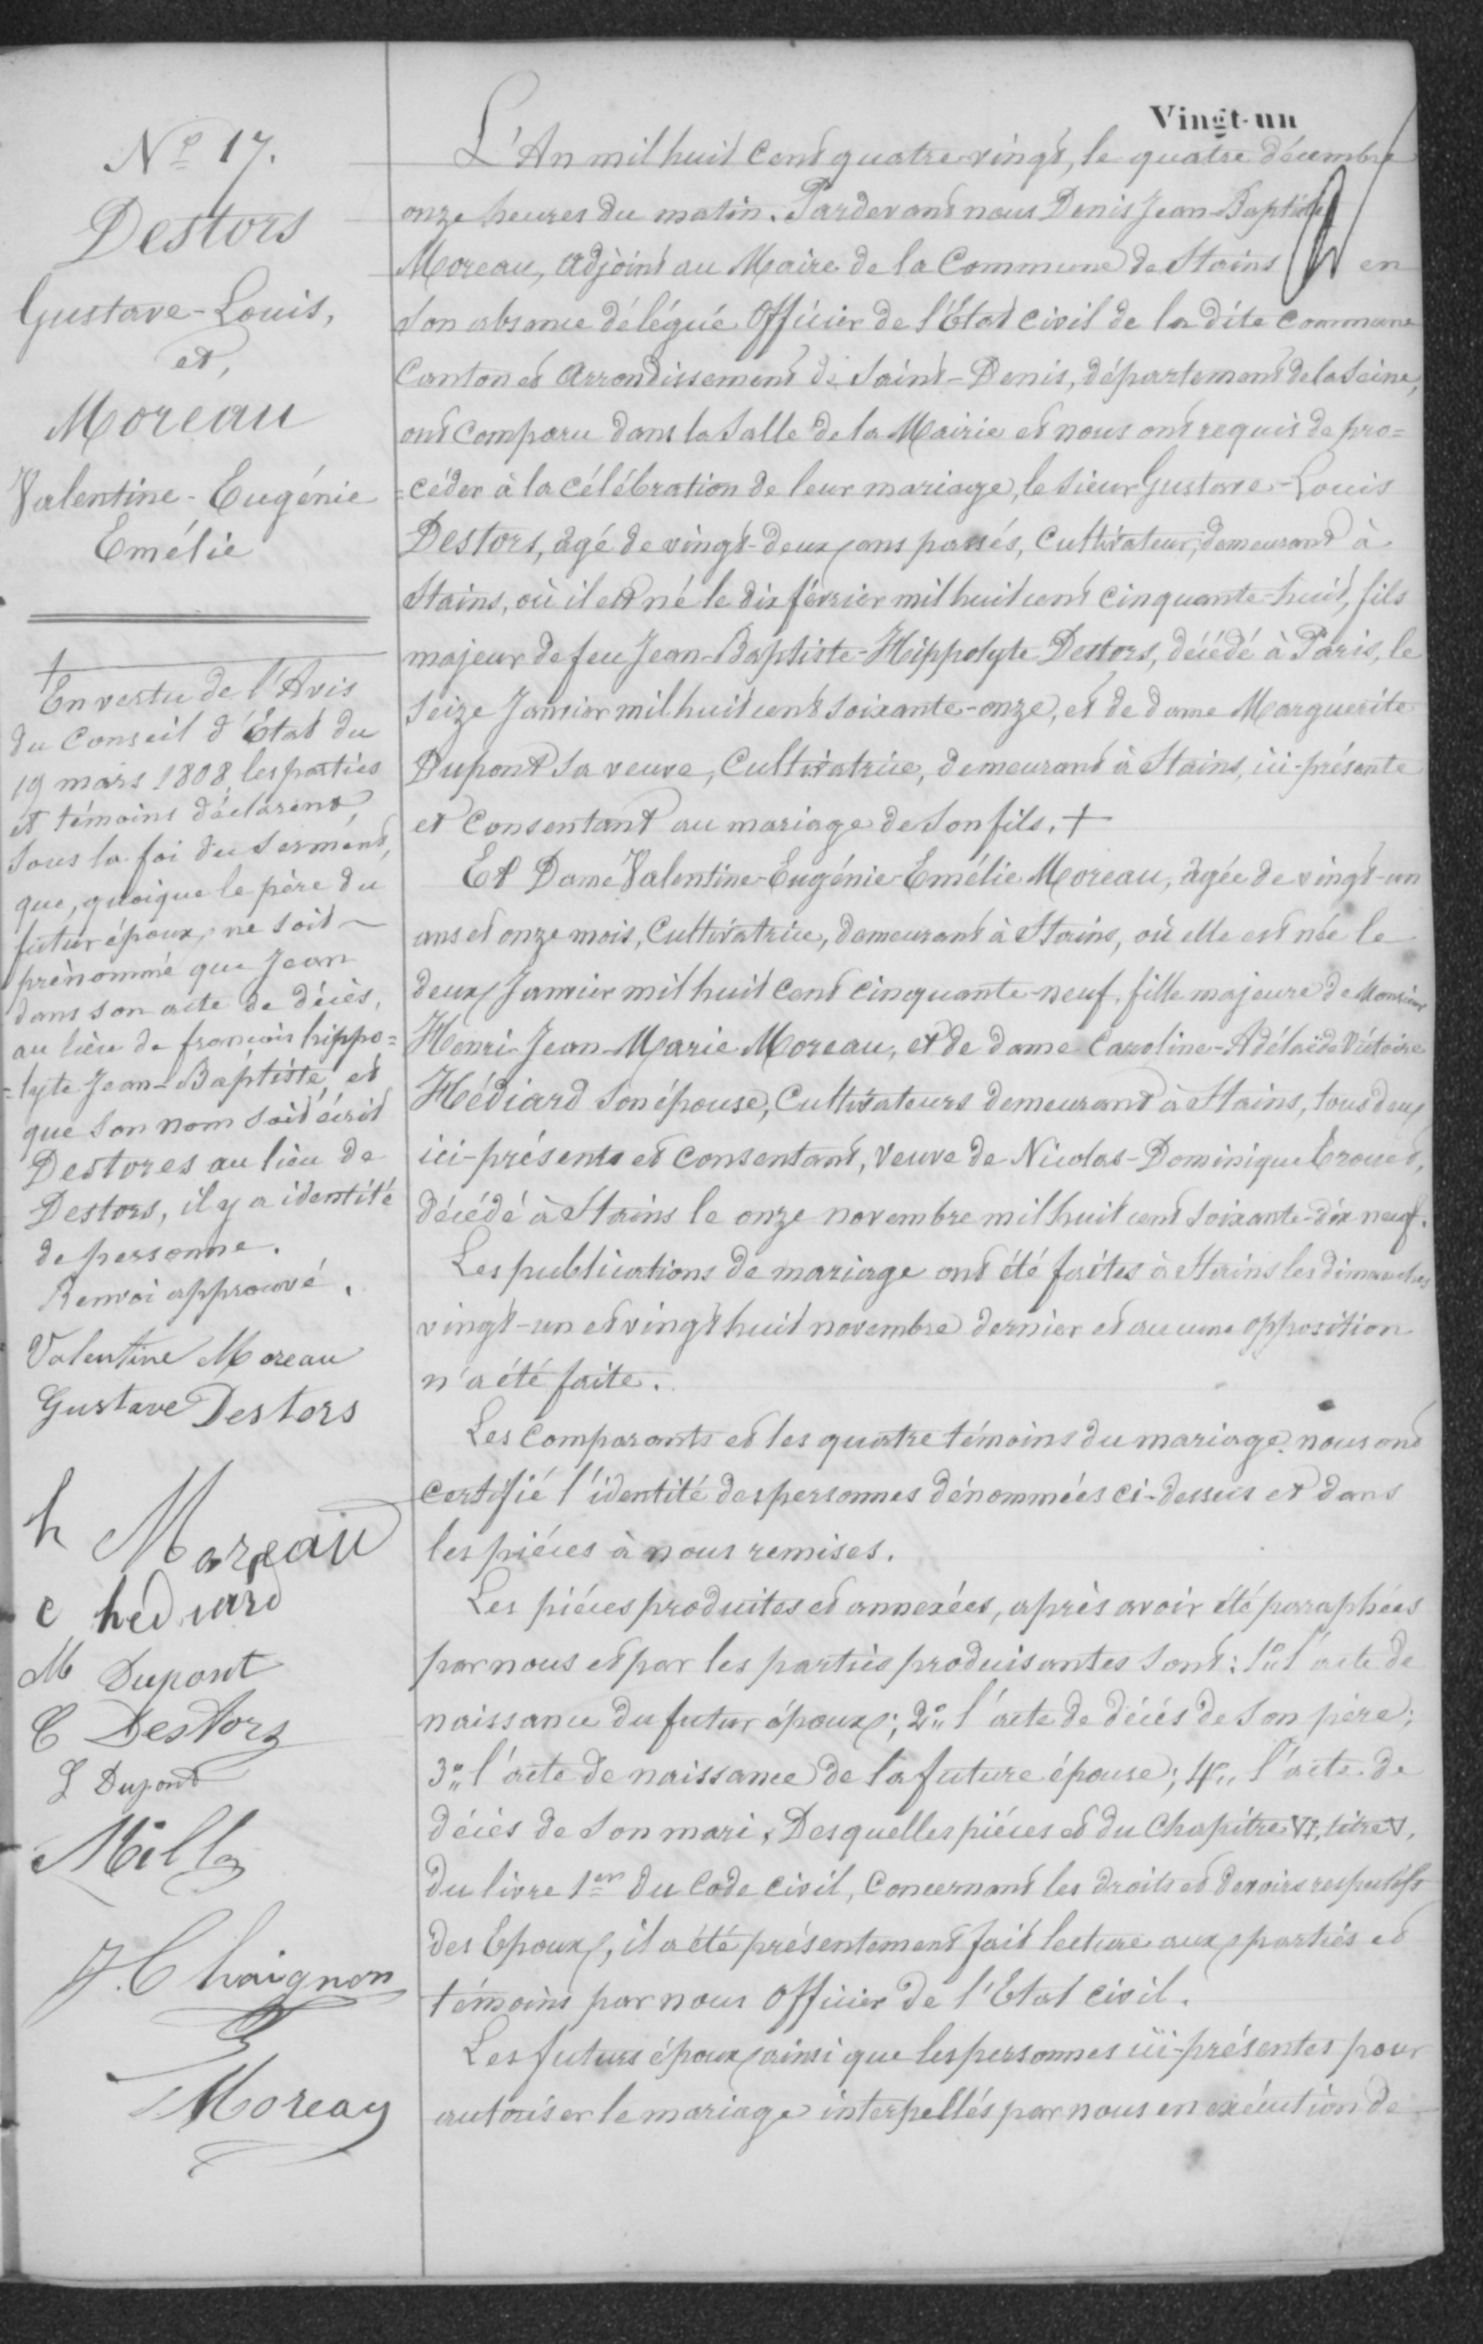 Vingt-un
Nº 17.
Destors
Gustave-Louis,
et,
Moreau
Valentine-Eugénie
Emélie
+
En vertu de l'Avis
du Conseil d'État du
19 mars 1808, les parties
et témoins déclarent,
sous la foi du serment,
que, quoique le père du
futur époux, ne soit
prénommé que Jean
dans son acte de décès,
au lieu de françois hippo=
=lyte Jean-Baptiste, et
que son nom soit écrit
Destores au lieu de
Destors, il y a identité
de personne.
Renvoi approuvé.
Valentine Moreau
Gustave Destors
h Moreau
c hediard
M Dupont
C Destors
L Dupont
Mill
J. Chaignon
Moreau
L'An mil huit cent quatre-vingt, le quatre décembre
onze heures du matin. Pardevant nous Denis Jean-Baptiste
Moreau, adjoint au Maire de la Commune de Stains en
son absence délégué Officier de l'État civil de la dite commune
Canton et Arrondissement de Saint-Denis, département de la Seine,
ont comparu dans la Salle de la Mairie et nous ont requis de pro=
=céder à la célébration de leur mariage, le sieur Gustave-Louis
Destors, âgé de vingt-deux ans passés, Cultivateur, demeurant à
Stains, où il est né le dix février mil huit cent cinquante-huit, fils
majeur de feu Jean-Baptiste-Hippolyte Destors, décédé à Paris, le
seize Janvier mil huit cent soixante-onze, et de dame Marguerite
Dupont sa veuve, Cultivatrice, demeurant à Stains, ici-présente
et consentant au mariage de son fils. +
Et Dame Valentine-Eugénie-Emélie Moreau, âgée de vingt-un
ans et onze mois, Cultivatrice, demeurant à Stains, où elle est née le
deux Janvier mil huit cent cinquante-neuf, fille majeure de Monsieur
Henri-Jean-Marie Moreau, et de dame Caroline-Adélaïde Victoire
Hédiard son épouse, Cultivateurs demeurant à Stains, tous deux
ici-présents et consentant, veuve de Nicolas-Dominique Crouet,
décédé à Stains le onze novembre mil huit cent soixante-dix neuf.
Les publications de mariage ont été faites à Stains les dimanches
vingt-un et vingt huit novembre dernier et aucune opposition
n'a été faite.
Les comparants et les quatre témoins du mariage nous ont
certifié l'identité des personnes dénommées ci-dessus et dans
les pièces à nous remises.
Les pièces produites et annexées, après avoir été paraphées
par nous et par les parties produisantes sont: 1º l'acte de
naissance du futur époux; 2º l'acte de décès de son père;
3º l'acte de naissance de la future épouse; 4º l'acte de
décès de son mari. Desquelles pièces et du Chapitre VI, titre V,
du livre 1er du Code civil, concernant les droits et devoirs respectifs
des Epoux, il a été présentement fait lecture aux parties et
témoins par nous Officier de l'Etat civil.
Les futurs époux ainsi que les personnes ici-présentes pour
autoriser le mariage interpellés par nous en exécution de